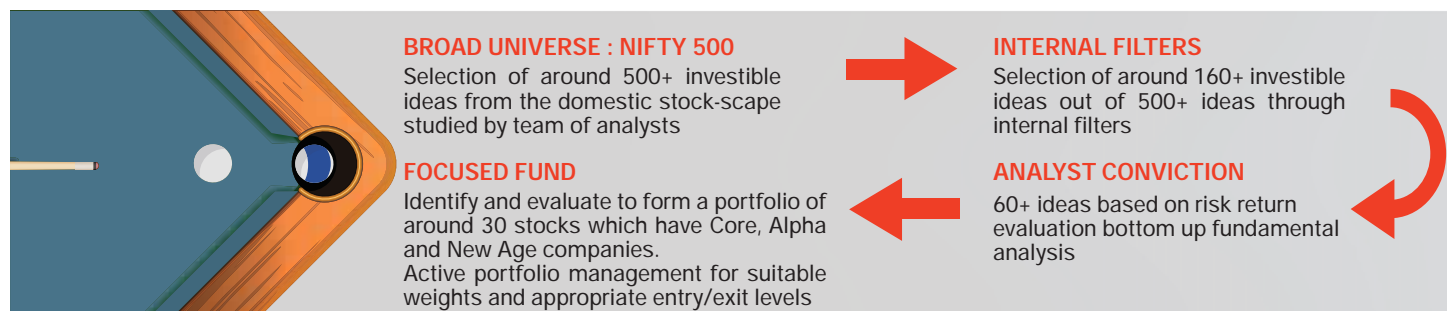 BROAD UNIVERSE : NIFTY 500
Selection of around 500+ investible
ideas from the domestic stock-scape
studied by team of analysts
INTERNAL FILTERS
Selection of around 160+ investible
ideas out of 500+ ideas through
internal filters
ANALYST CONVICTION
60+ ideas based on risk return
evaluation bottom up fundamental
analysis
FOCUSED FUND
Identify and evaluate to form a portfolio of
around 30 stocks which have Core, Alpha
and New Age companies.
Active portfolio management for suitable
weights and appropriate entry/exit levels